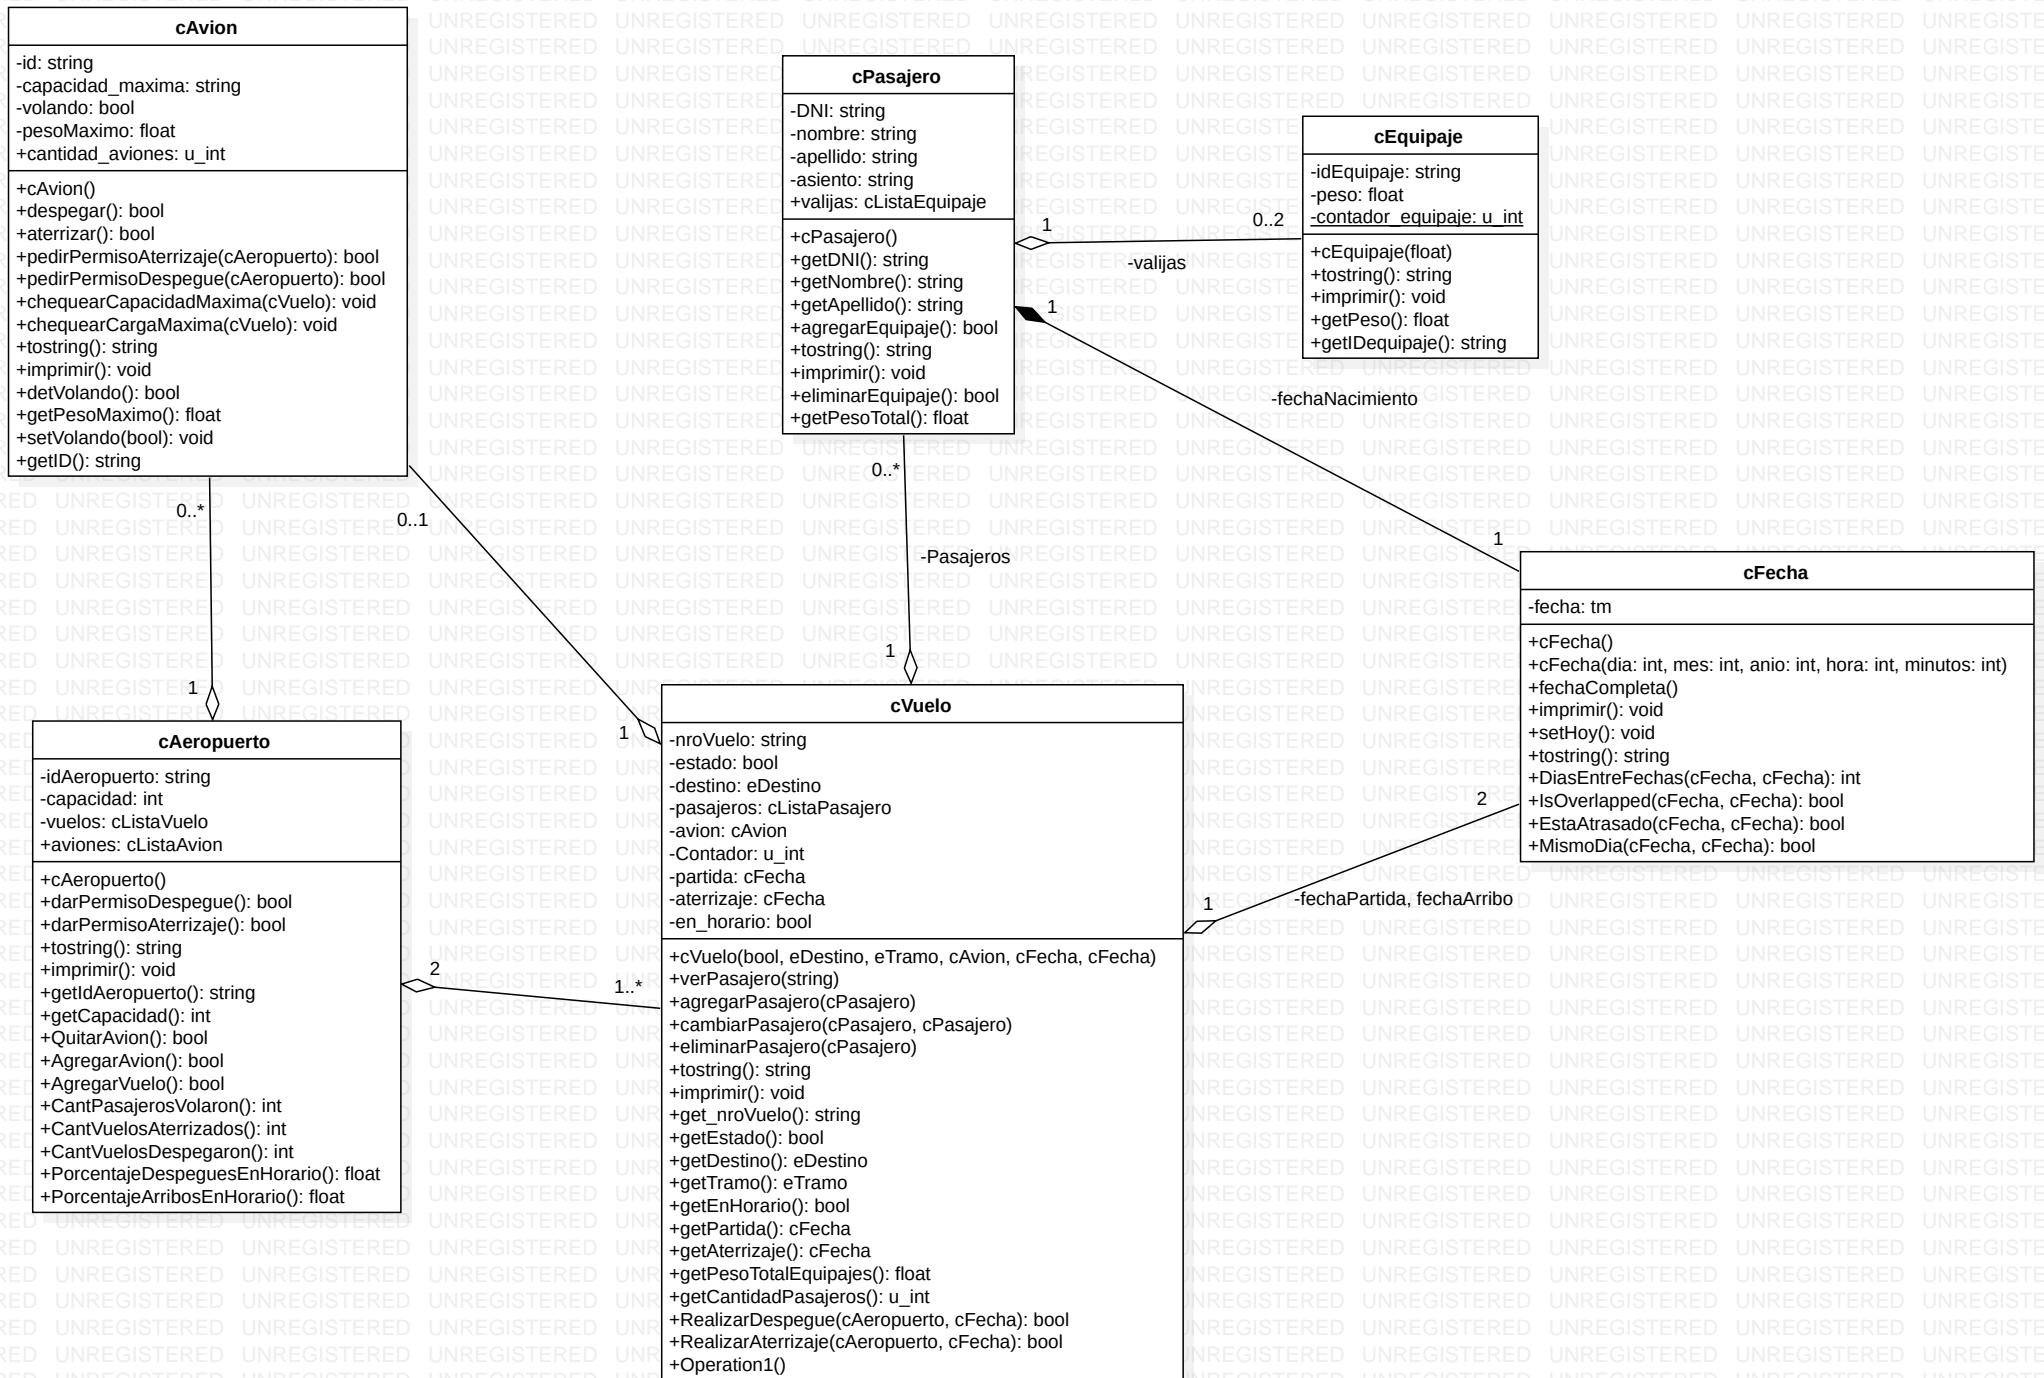 cAvion
-id: string
-capacidad_maxima: string
-volando: bool
-pesoMaximo: float
+cantidad_aviones: u_int
+cAvion()
+despegar(): bool
+aterrizar(): bool
+pedirPermisoAterrizaje(cAeropuerto): bool
+pedirPermisoDespegue(cAeropuerto): bool
+chequearCapacidadMaxima(cVuelo): void
+chequearCargaMaxima(cVuelo): void
+tostring(): string
+imprimir(): void
+detVolando(): bool
+getPesoMaximo(): float
+setVolando(bool): void
+getID(): string
cPasajero
-DNI: string
-nombre: string
-apellido: string
-asiento: string
+valijas: cListaEquipaje
+cPasajero()
+getDNI(): string
+getNombre(): string
+getApellido(): string
+agregarEquipaje(): bool
+tostring(): string
+imprimir(): void
+eliminarEquipaje(): bool
+getPesoTotal(): float
cEquipaje
-idEquipaje: string
-peso: float
-contador_equipaje: u_int
+cEquipaje(float)
+tostring(): string
+imprimir(): void
+getPeso(): float
+getIDequipaje(): string
1
0..2
-valijas
1
-fechaNacimiento
1
0..*
0..1
0..*
-Pasajeros
1
1
1
cFecha
-fecha: tm
+cFecha()
+cFecha(dia: int, mes: int, anio: int, hora: int, minutos: int)
+fechaCompleta()
+imprimir(): void
+setHoy(): void
+tostring(): string
+DiasEntreFechas(cFecha, cFecha): int
+IsOverlapped(cFecha, cFecha): bool
+EstaAtrasado(cFecha, cFecha): bool
+MismoDia(cFecha, cFecha): bool
2
1
-fechaPartida, fechaArribo
cAeropuerto
-idAeropuerto: string
-capacidad: int
-vuelos: cListaVuelo
+aviones: cListaAvion
+cAeropuerto()
+darPermisoDespegue(): bool
+darPermisoAterrizaje(): bool
+tostring(): string
+imprimir(): void
+getIdAeropuerto(): string
+getCapacidad(): int
+QuitarAvion(): bool
+AgregarAvion(): bool
+AgregarVuelo(): bool
+CantPasajerosVolaron(): int
+CantVuelosAterrizados(): int
+CantVuelosDespegaron(): int
+PorcentajeDespeguesEnHorario(): float
+PorcentajeArribosEnHorario(): float
2
1..*
cVuelo
-nroVuelo: string
-estado: bool
-destino: eDestino
-pasajeros: cListaPasajero
-avion: cAvion
-Contador: u_int
-partida: cFecha
-aterrizaje: cFecha
-en_horario: bool
+cVuelo(bool, eDestino, eTramo, cAvion, cFecha, cFecha)
+verPasajero(string)
+agregarPasajero(cPasajero)
+cambiarPasajero(cPasajero, cPasajero)
+eliminarPasajero(cPasajero)
+tostring(): string
+imprimir(): void
+get_nroVuelo(): string
+getEstado(): bool
+getDestino(): eDestino
+getTramo(): eTramo
+getEnHorario(): bool
+getPartida(): cFecha
+getAterrizaje(): cFecha
+getPesoTotalEquipajes(): float
+getCantidadPasajeros(): u_int
+RealizarDespegue(cAeropuerto, cFecha): bool
+RealizarAterrizaje(cAeropuerto, cFecha): bool
+Operation1()
UNREGISTERED